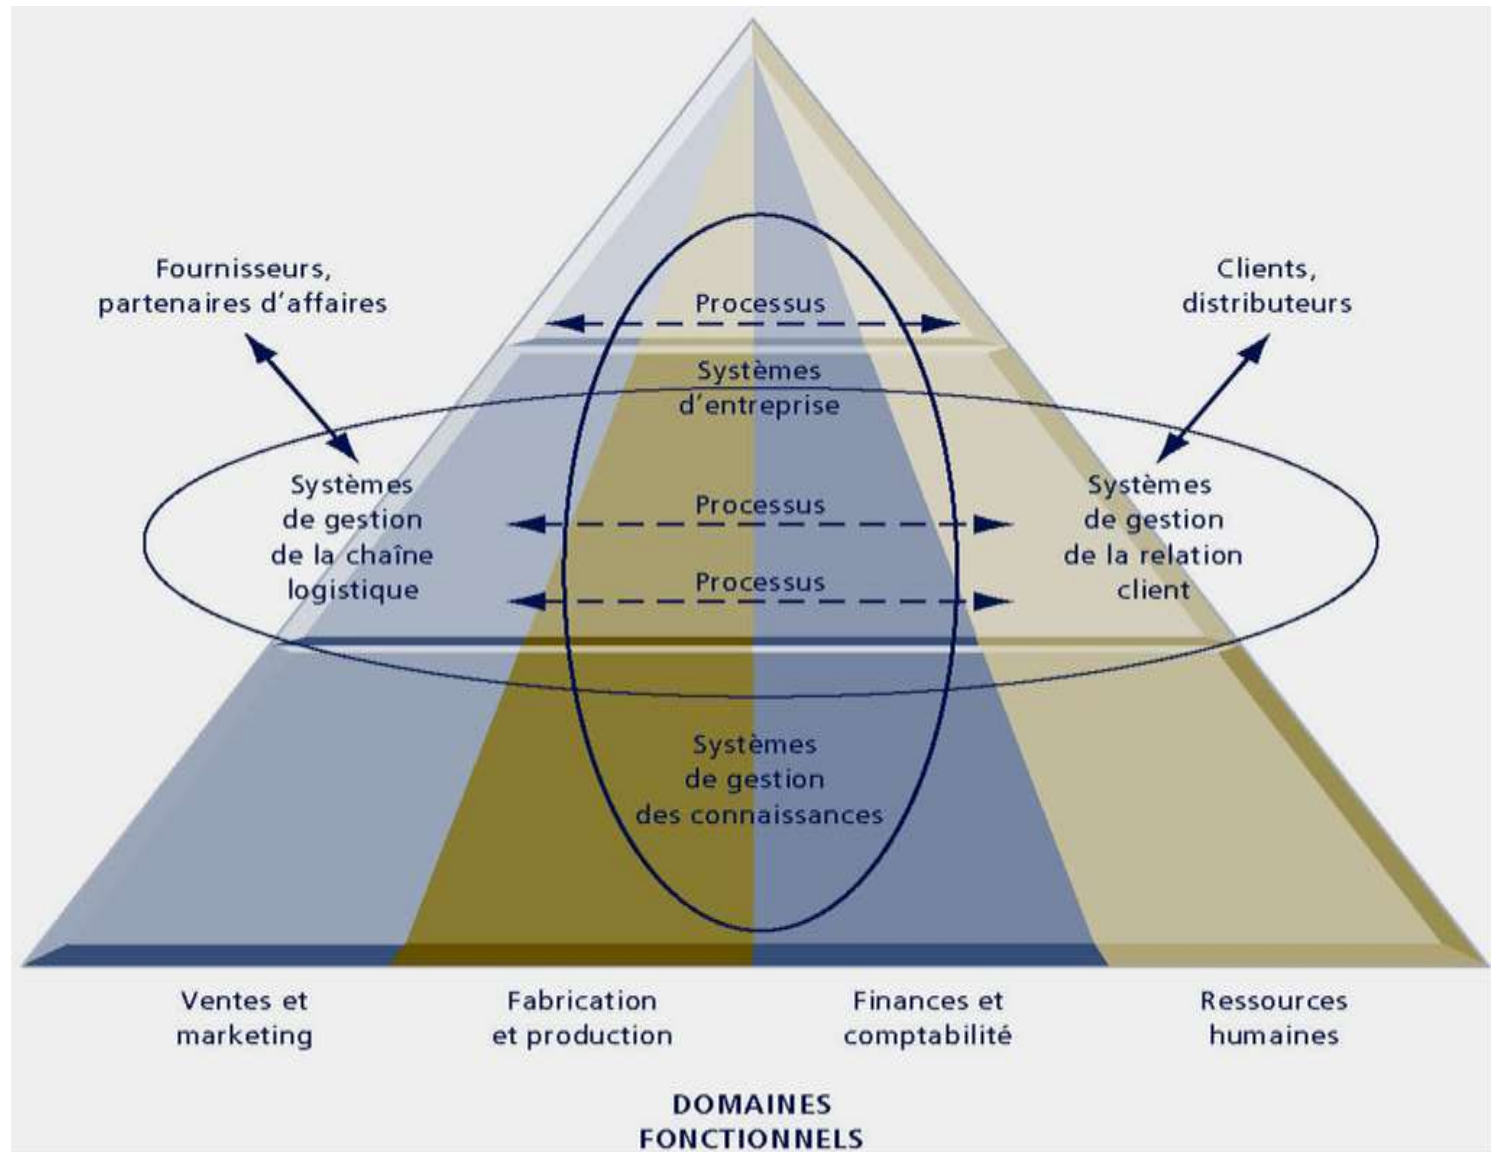 Fournisseurs,
partenaires d’affaires
Clients,
distributeurs
Processus
Systèmes
d’entreprise
Systèmes
de gestion
de la chaîne
logistique
Processus
Processus
Systèmes
de gestion
de la relation
client
Systèmes
de gestion
des connaissances
Ventes et
marketing
Fabrication
et production
Finances et
comptabilité
Ressources
humaines
DOMAINES
FONCTIONNELS